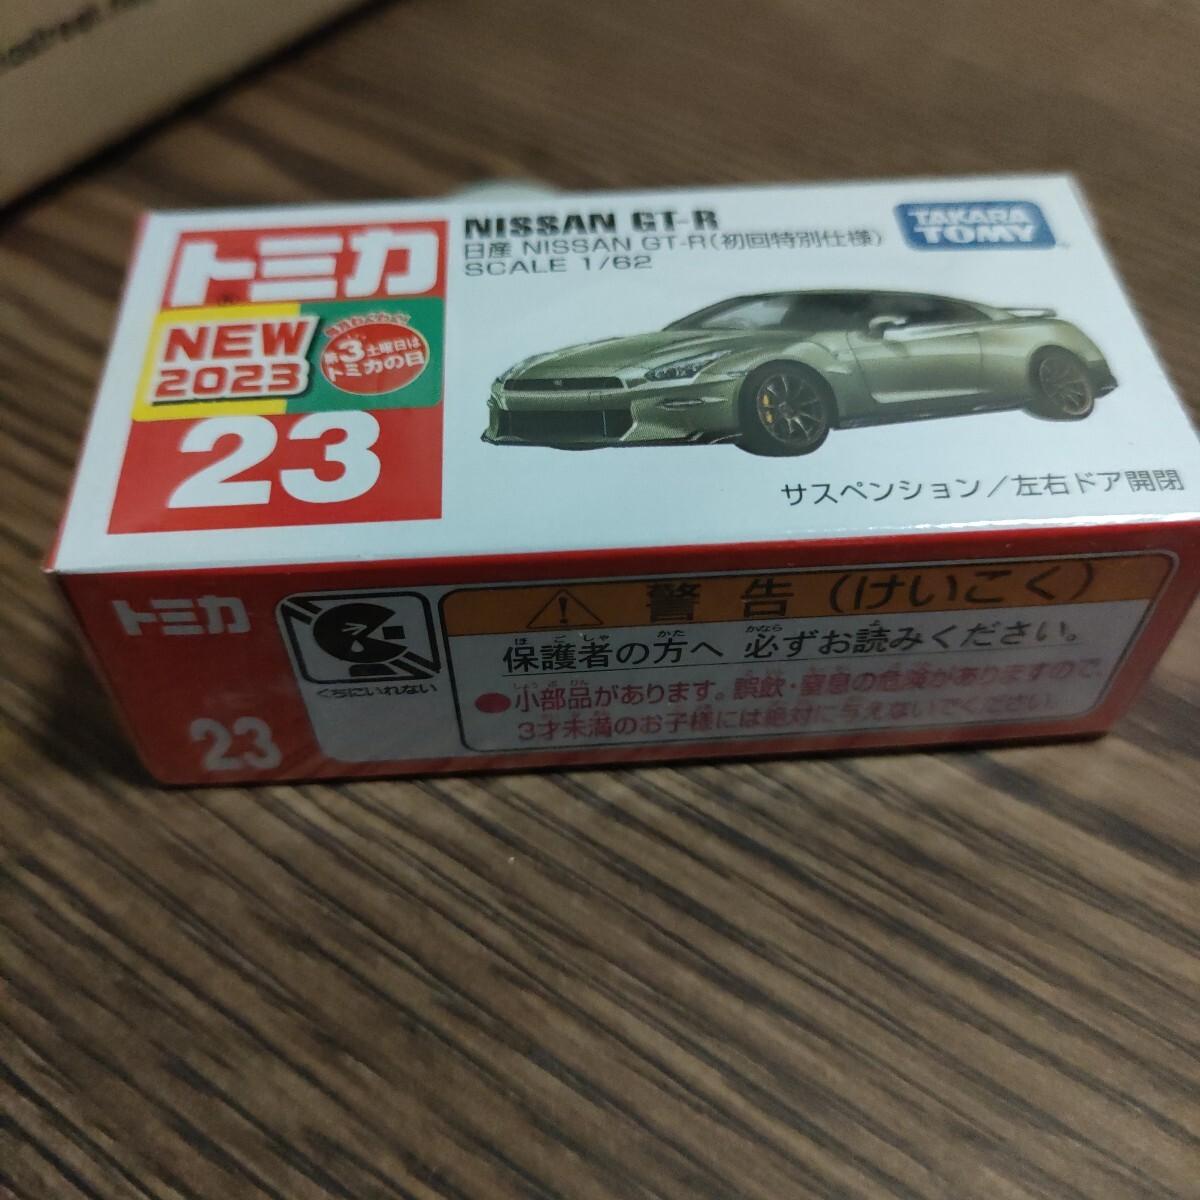 NISSAN GT-R
日産 NISSAN GT-R(初回特別仕様)
SCALE 1/62
TAKARA
TOMY
トミカ
NEW
2023
第3土曜日は
トミカの日
23
サスペンション/左右ドア開閉
トミカ
23
くちにいれない
警告(けいこく)
保護者の方へ 必ずお読みください。
●小部品があります。誤飲・窒息の危険がありますので、
3才未満のお子様には絶対に与えないでください。